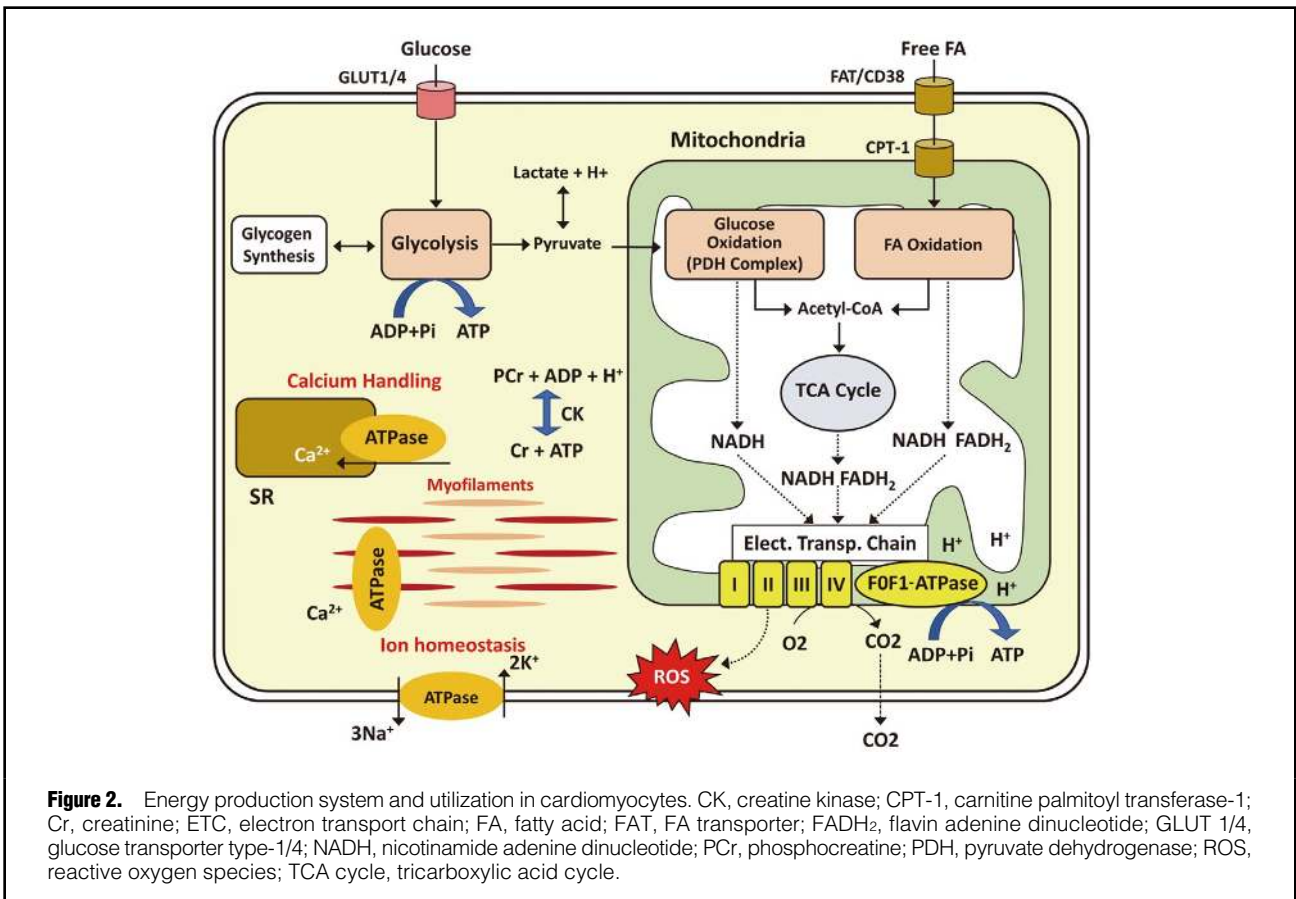 Glucose
Free FA
GLUT1/4
FAT/CD38
Mitochondria
CPT-1
Lactate + H+
Glycogen
Synthesis
Glycolysis
Pyruvate
Glucose
Oxidation
(PDH Complex)
FA Oxidation
ADP+Pi ATP
Acetyl-CoA
Calcium Handling
PCr + ADP + H⁺
CK
Cr + ATP
TCA Cycle
ATPase
Ca²⁺
SR
NADH
NADH FADH₂
NADH FADH₂
Myofilaments
ATPase
Ca²⁺
Elect. Transp. Chain
H⁺
H⁺
I II III IV F0F1-ATPase
H⁺
O2
CO2
ADP+Pi ATP
Ion homeostasis
2K⁺
ATPase
3Na⁺
ROS
CO2
Figure 2. Energy production system and utilization in cardiomyocytes. CK, creatine kinase; CPT-1, carnitine palmitoyl transferase-1;
Cr, creatinine; ETC, electron transport chain; FA, fatty acid; FAT, FA transporter; FADH₂, flavin adenine dinucleotide; GLUT 1/4,
glucose transporter type-1/4; NADH, nicotinamide adenine dinucleotide; PCr, phosphocreatine; PDH, pyruvate dehydrogenase; ROS,
reactive oxygen species; TCA cycle, tricarboxylic acid cycle.